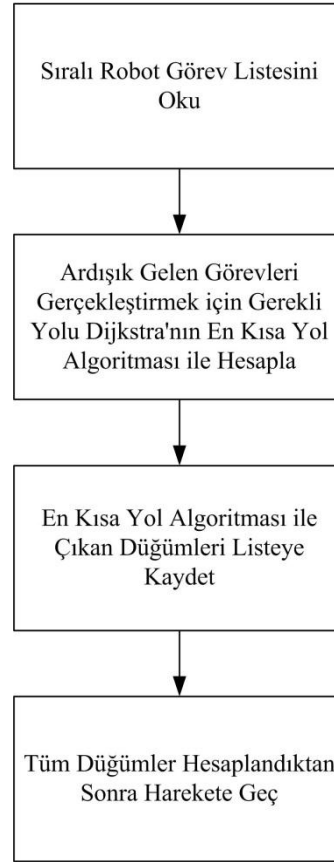 Sıralı Robot Görev Listesini
Oku
Ardışık Gelen Görevleri
Gerçekleştirmek için Gerekli
Yolu Dijkstra'nın En Kısa Yol
Algoritması ile Hesapla
En Kısa Yol Algoritması ile
Çıkan Düğümleri Listeye
Kaydet
Tüm Düğümler Hesaplandıktan
Sonra Harekete Geç